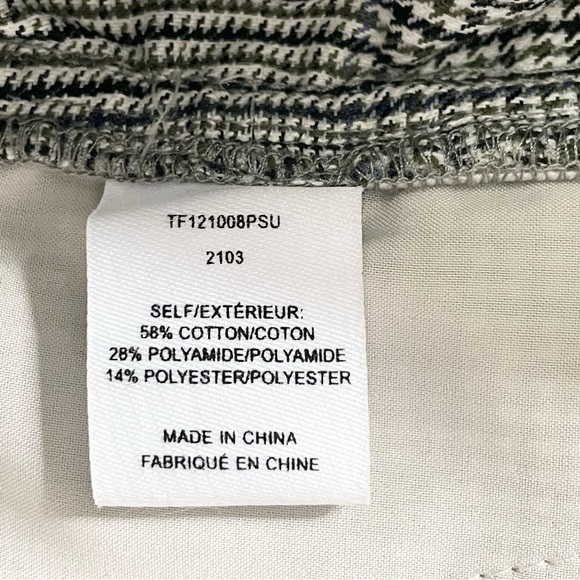 TF121008PSU
2103
SELF/EXTÉRIEUR:
58% COTTON/COTON
28% POLYAMIDE/POLYAMIDE
14% POLYESTER/POLYESTER
MADE IN CHINA
FABRIQUÉ EN CHINE